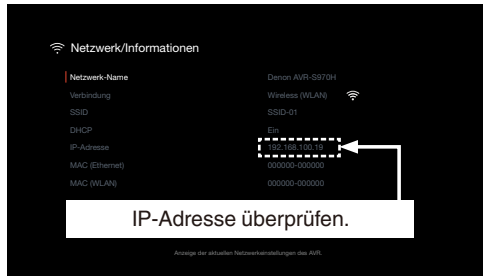 Netzwerk/Informationen
Netzwerk-Name Denon AVR-S970H
Verbindung Wireless (WLAN)
SSID SSID-01
DHCP Ein
IP-Adresse 192.168.100.19
MAC (Ethernet) 000000-000000
MAC (WLAN) 000000-000000
IP-Adresse überprüfen.
Anzeige der aktuellen Netzwerkeinstellungen des AVR.